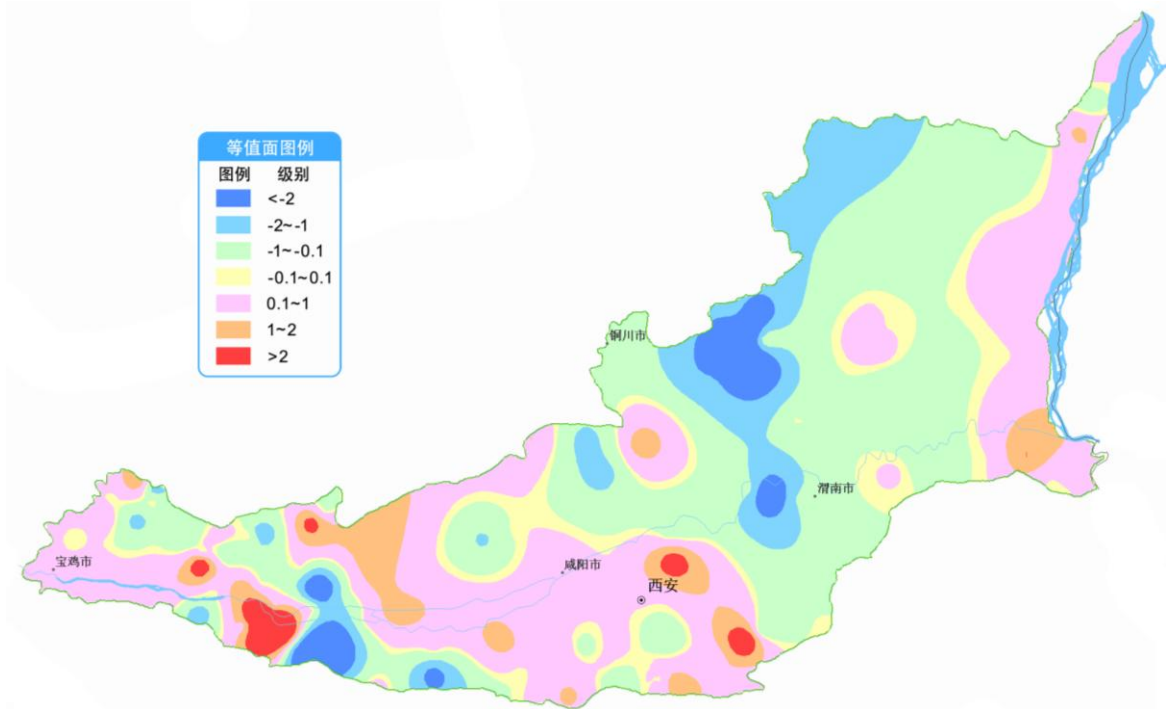 等值面图例
图例 级别
<-2
-2~-1
-1~-0.1
-0.1~0.1
0.1~1
1~2
>2
铜川市
渭南市
宝鸡市
咸阳市
西安